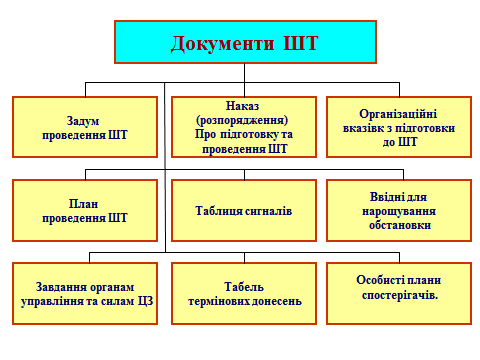 Документи ШТ
Задум
проведення ШТ
Наказ
(розпорядження)
Про підготовку та
проведення ШТ
Організаційні
вказівк з підготовки
до ШТ
План
проведення ШТ
Таблиця сигналів
Ввідні для
нарощування
обстановки
Завдання органам
управління та силам ЦЗ
Табель
термінових донесень
Особисті плани
спостерігачів.